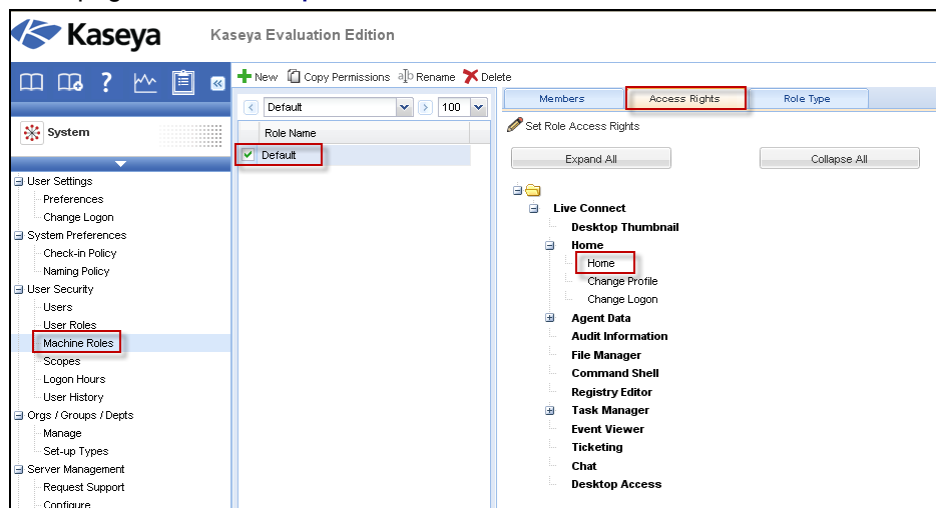 Kaseya
Kaseya Evaluation Edition
New Copy Permissions Rename Delete
Default 100
Members Access Rights Role Type
System
Role Name
Set Role Access Rights
Default
Expand All Collapse All
User Settings
Preferences
Change Logon
System Preferences
Check-in Policy
Naming Policy
User Security
Users
User Roles
Machine Roles
Scopes
Logon Hours
User History
Orgs / Groups / Depts
Manage
Set-up Types
Server Management
Request Support
Configure
Live Connect
Desktop Thumbnail
Home
Home
Change Profile
Change Logon
Agent Data
Audit Information
File Manager
Command Shell
Registry Editor
Task Manager
Event Viewer
Ticketing
Chat
Desktop Access